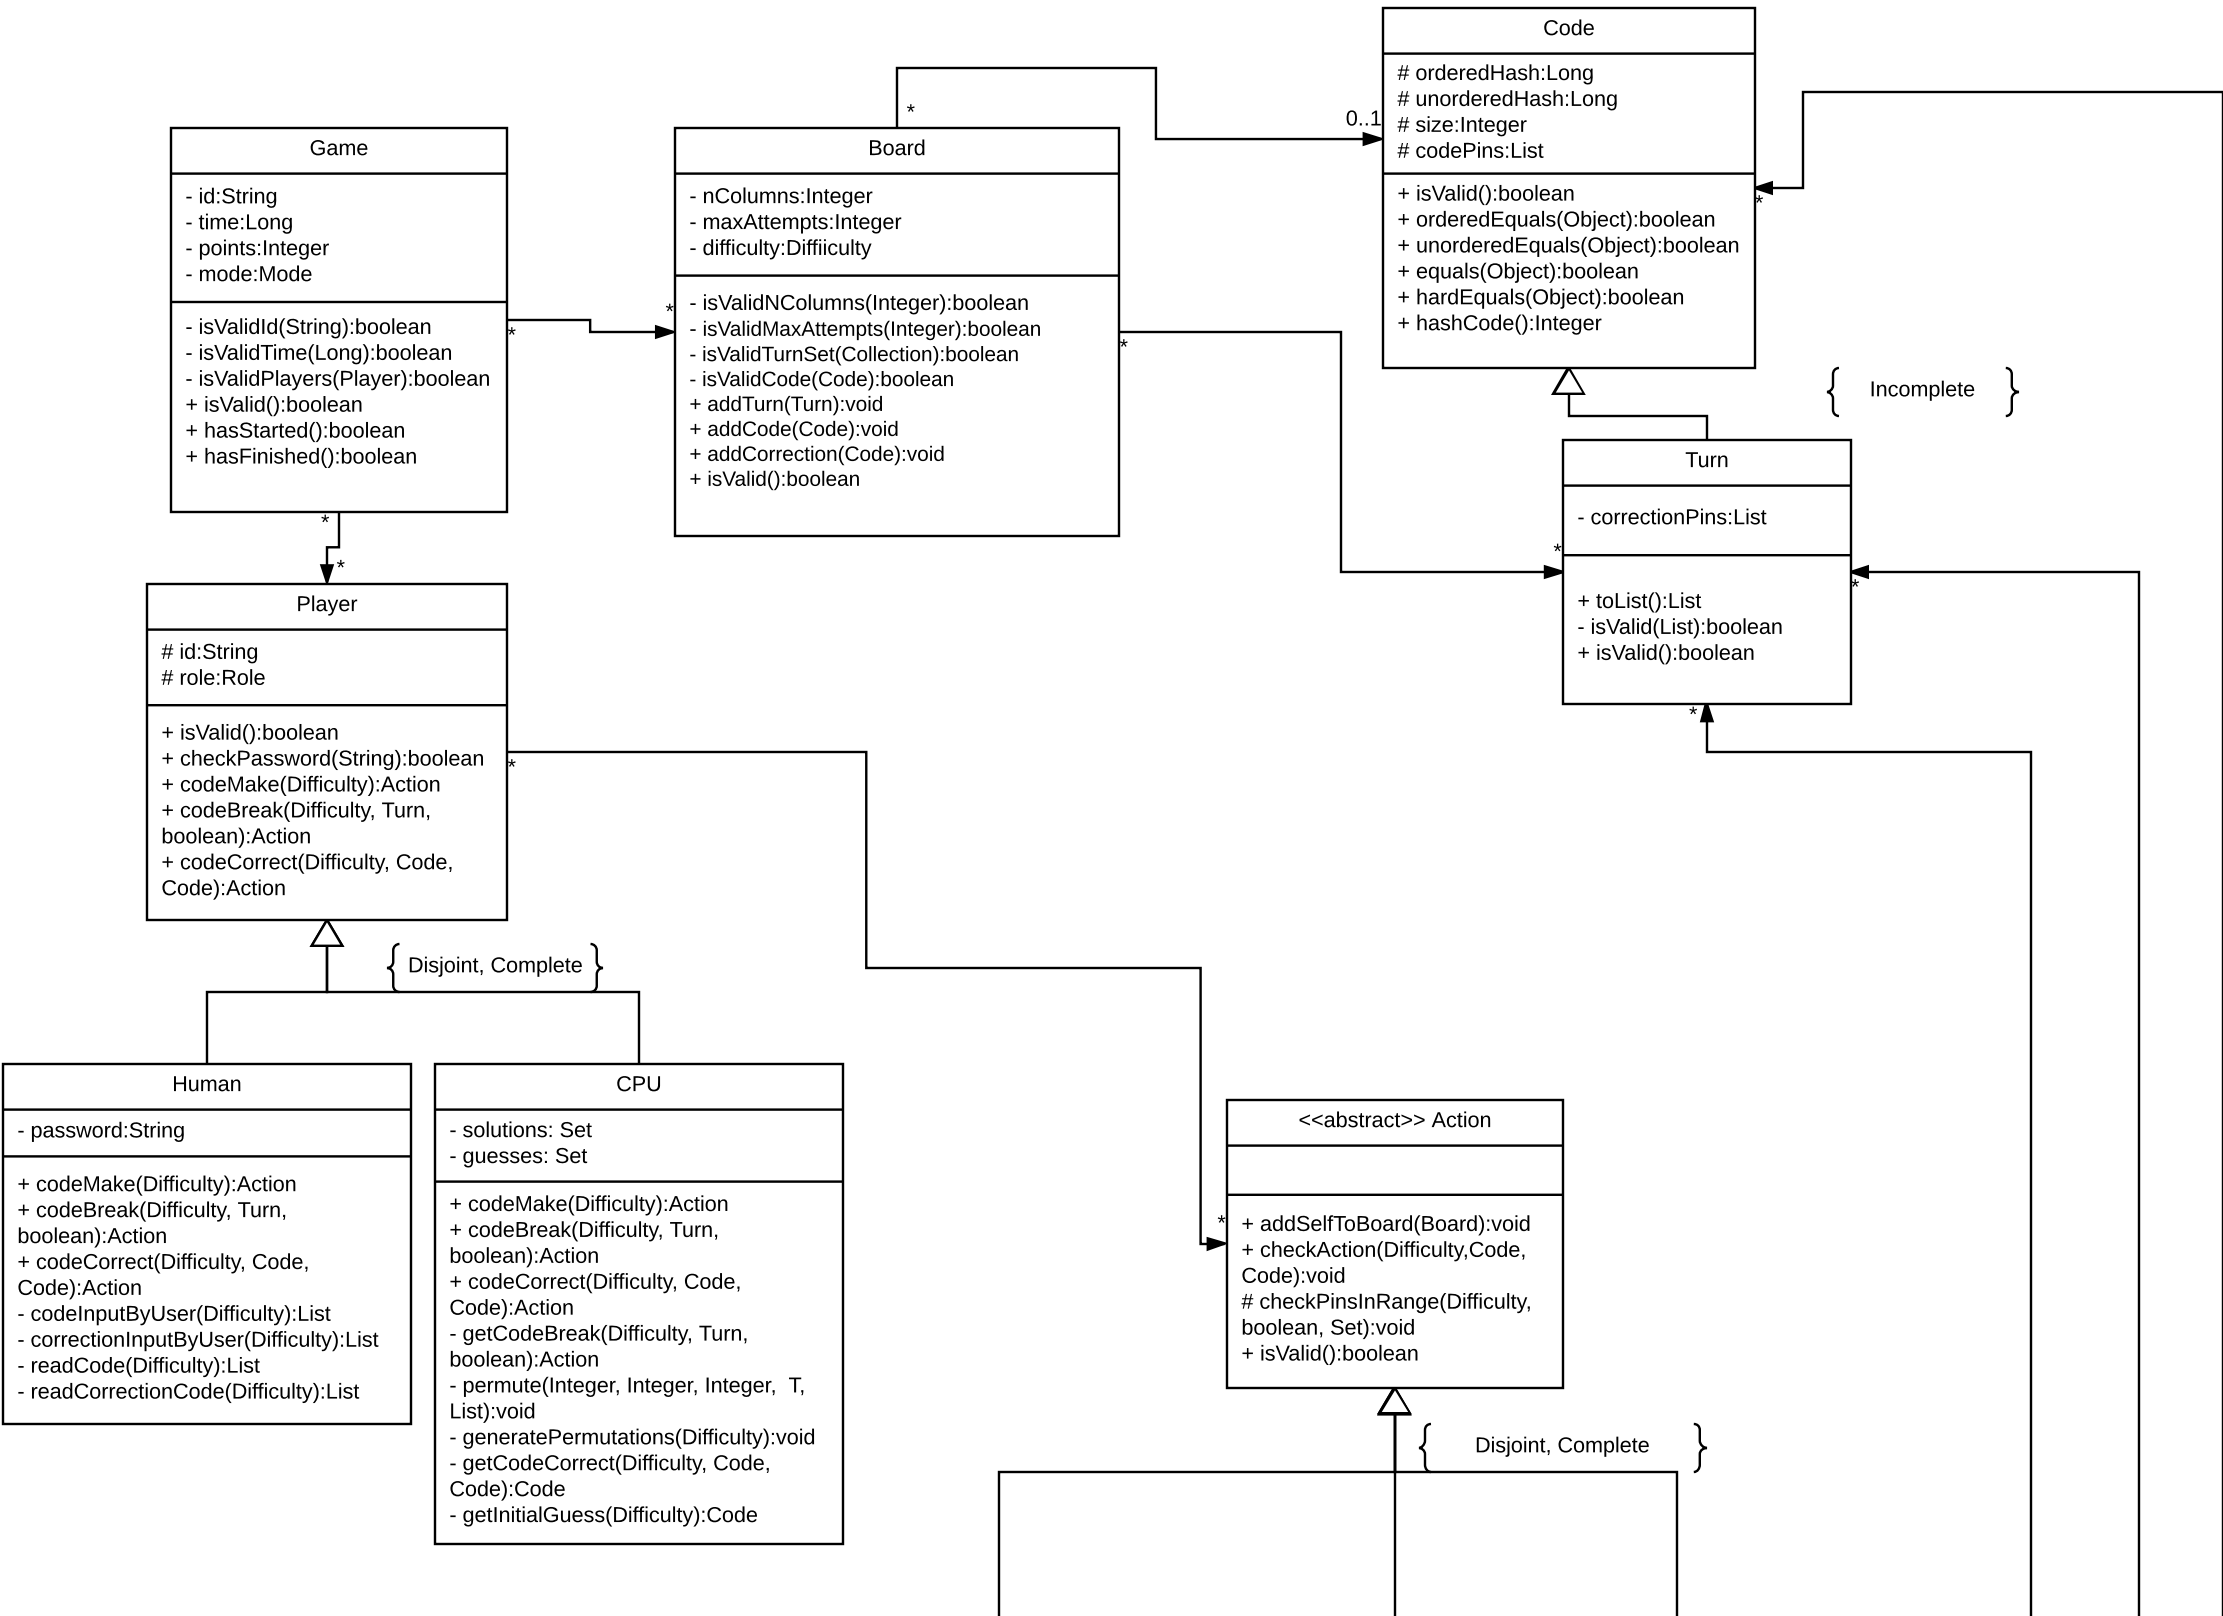 Code
# orderedHash:Long
# unorderedHash:Long
# size:Integer
# codePins:List
+ isValid():boolean
+ orderedEquals(Object):boolean
+ unorderedEquals(Object):boolean
+ equals(Object):boolean
+ hardEquals(Object):boolean
+ hashCode():Integer
*
0..1
*
Game
- id:String
- time:Long
- points:Integer
- mode:Mode
- isValidId(String):boolean
- isValidTime(Long):boolean
- isValidPlayers(Player):boolean
+ isValid():boolean
+ hasStarted():boolean
+ hasFinished():boolean
*
*
Board
- nColumns:Integer
- maxAttempts:Integer
- difficulty:Diffiiculty
- isValidNColumns(Integer):boolean
- isValidMaxAttempts(Integer):boolean
- isValidTurnSet(Collection):boolean
- isValidCode(Code):boolean
+ addTurn(Turn):void
+ addCode(Code):void
+ addCorrection(Code):void
+ isValid():boolean
*
{ Incomplete }
Turn
- correctionPins:List
+ toList():List
- isValid(List):boolean
+ isValid():boolean
*
*
*
*
*
Player
# id:String
# role:Role
+ isValid():boolean
+ checkPassword(String):boolean
+ codeMake(Difficulty):Action
+ codeBreak(Difficulty, Turn,
boolean):Action
+ codeCorrect(Difficulty, Code,
Code):Action
*
{ Disjoint, Complete }
Human
- password:String
+ codeMake(Difficulty):Action
+ codeBreak(Difficulty, Turn,
boolean):Action
+ codeCorrect(Difficulty, Code,
Code):Action
- codeInputByUser(Difficulty):List
- correctionInputByUser(Difficulty):List
- readCode(Difficulty):List
- readCorrectionCode(Difficulty):List
CPU
- solutions: Set
- guesses: Set
+ codeMake(Difficulty):Action
+ codeBreak(Difficulty, Turn,
boolean):Action
+ codeCorrect(Difficulty, Code,
Code):Action
- getCodeBreak(Difficulty, Turn,
boolean):Action
- permute(Integer, Integer, Integer,  T,
List):void
- generatePermutations(Difficulty):void
- getCodeCorrect(Difficulty, Code,
Code):Code
- getInitialGuess(Difficulty):Code
<<abstract>> Action
*
+ addSelfToBoard(Board):void
+ checkAction(Difficulty,Code,
Code):void
# checkPinsInRange(Difficulty,
boolean, Set):void
+ isValid():boolean
{ Disjoint, Complete }